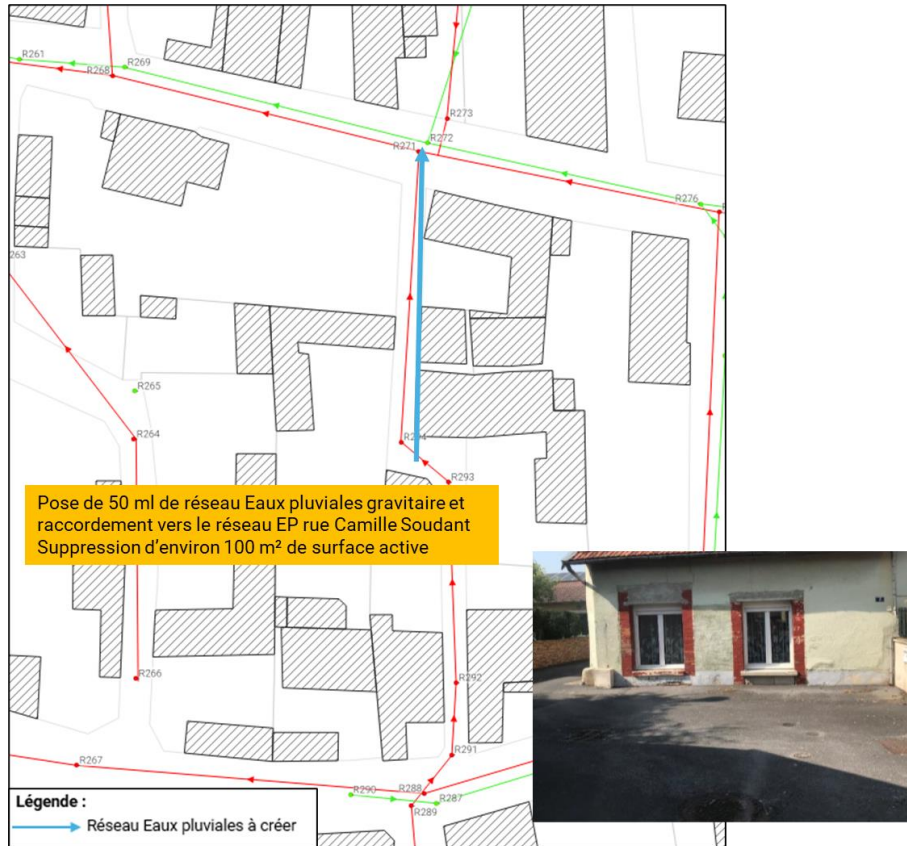 R261
R269
R268
R273
R272
R271
R276
263
R265
R264
R293
Pose de 50 ml de réseau Eaux pluviales gravitaire et
raccordement vers le réseau EP rue Camille Soudant
Suppression d'environ 100 m² de surface active
R266
R292
R291
R267
R290
R288
R287
R289
Légende :
Réseau Eaux pluviales à créer